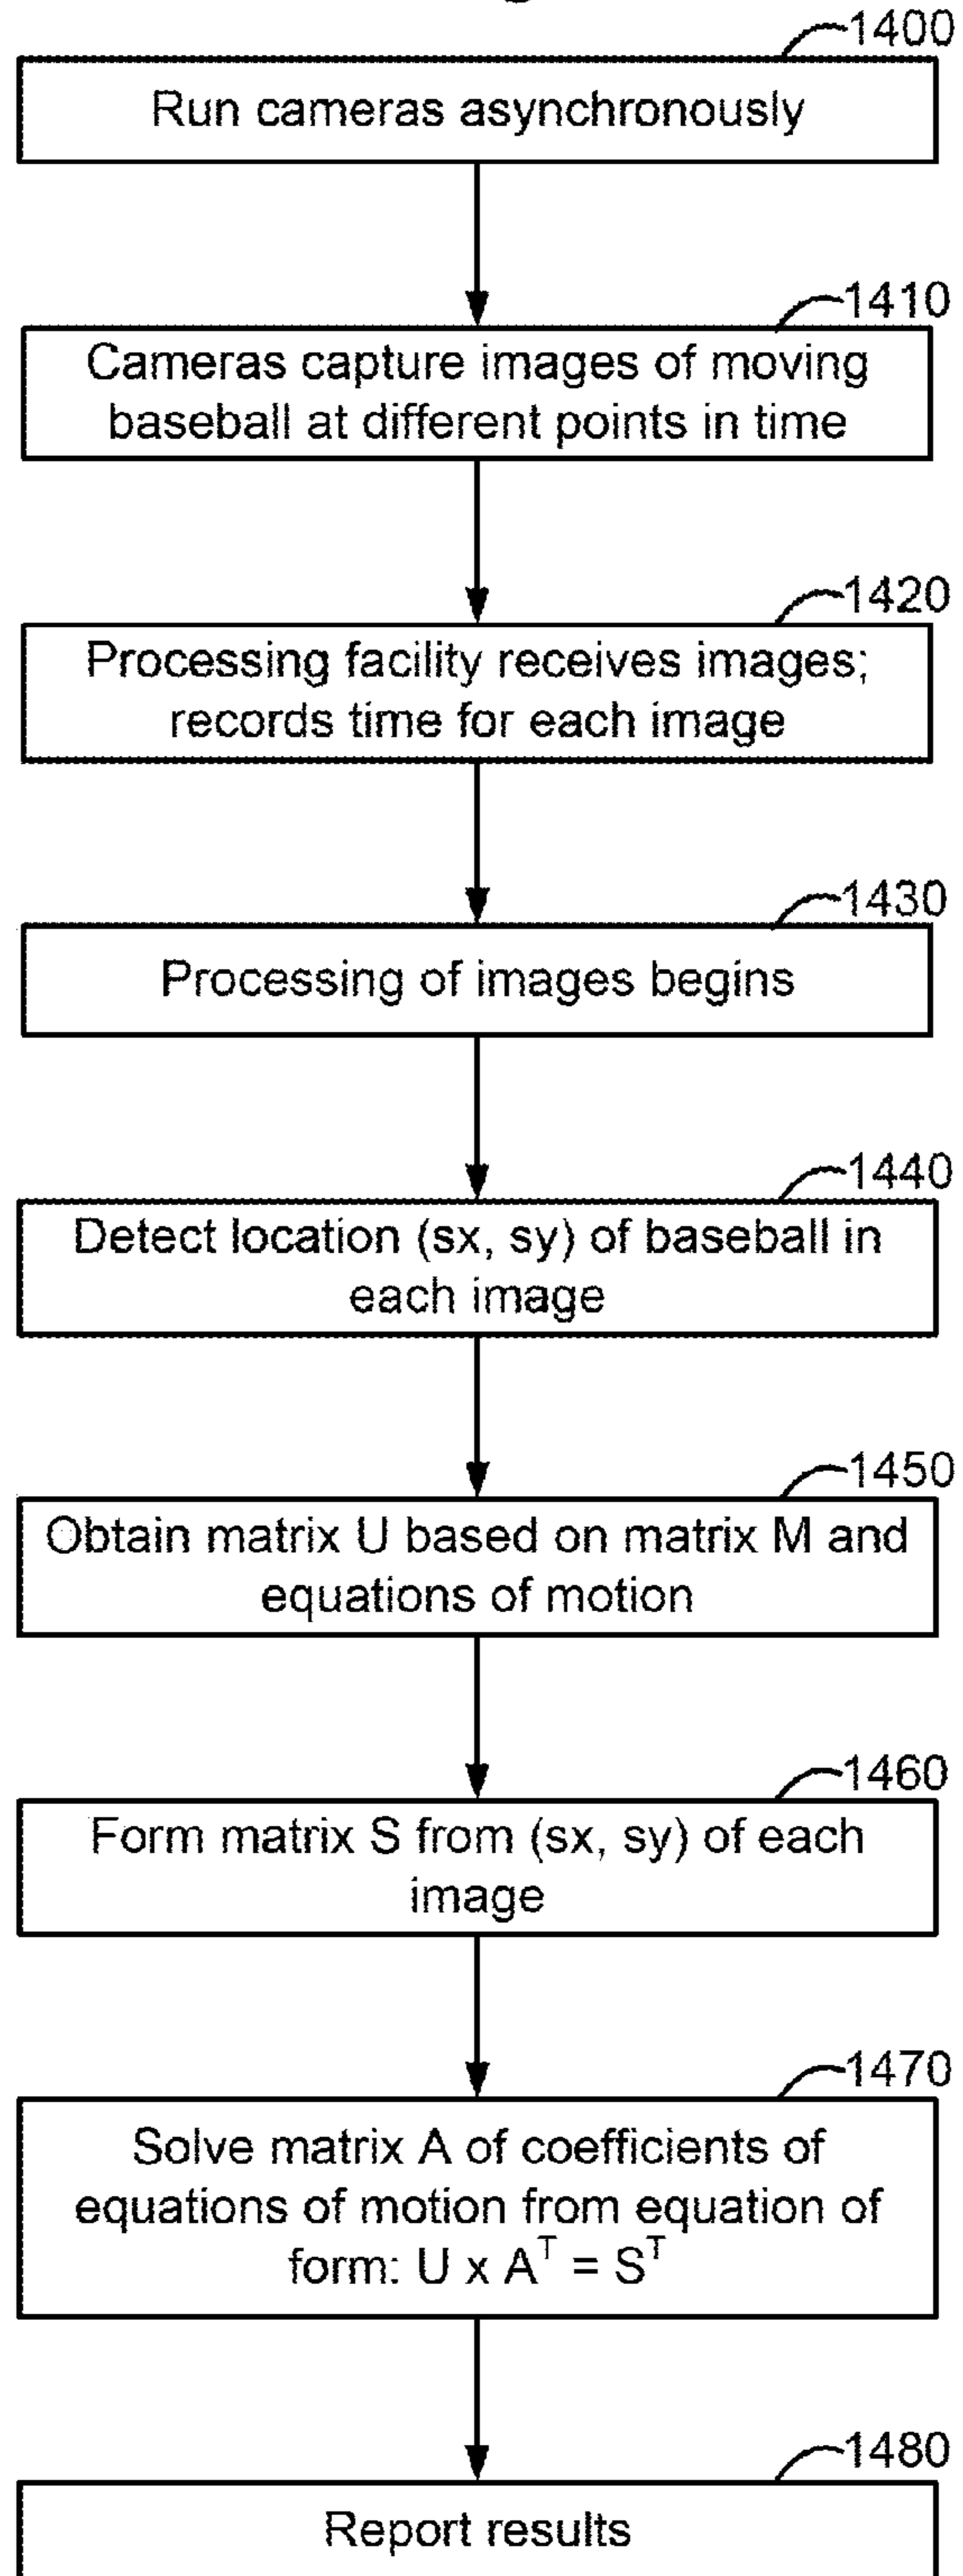 1400
Run cameras asynchronously
1410
Cameras capture images of moving
baseball at different points in time
1420
Processing facility receives images;
records time for each image
1430
Processing of images begins
1440
Detect location (sx, sy) of baseball in
each image
1450
Obtain matrix U based on matrix M and
equations of motion
1460
Form matrix S from (sx, sy) of each
image
1470
Solve matrix A of coefficients of
equations of motion from equation of
form: U x Aᵀ = Sᵀ
1480
Report results